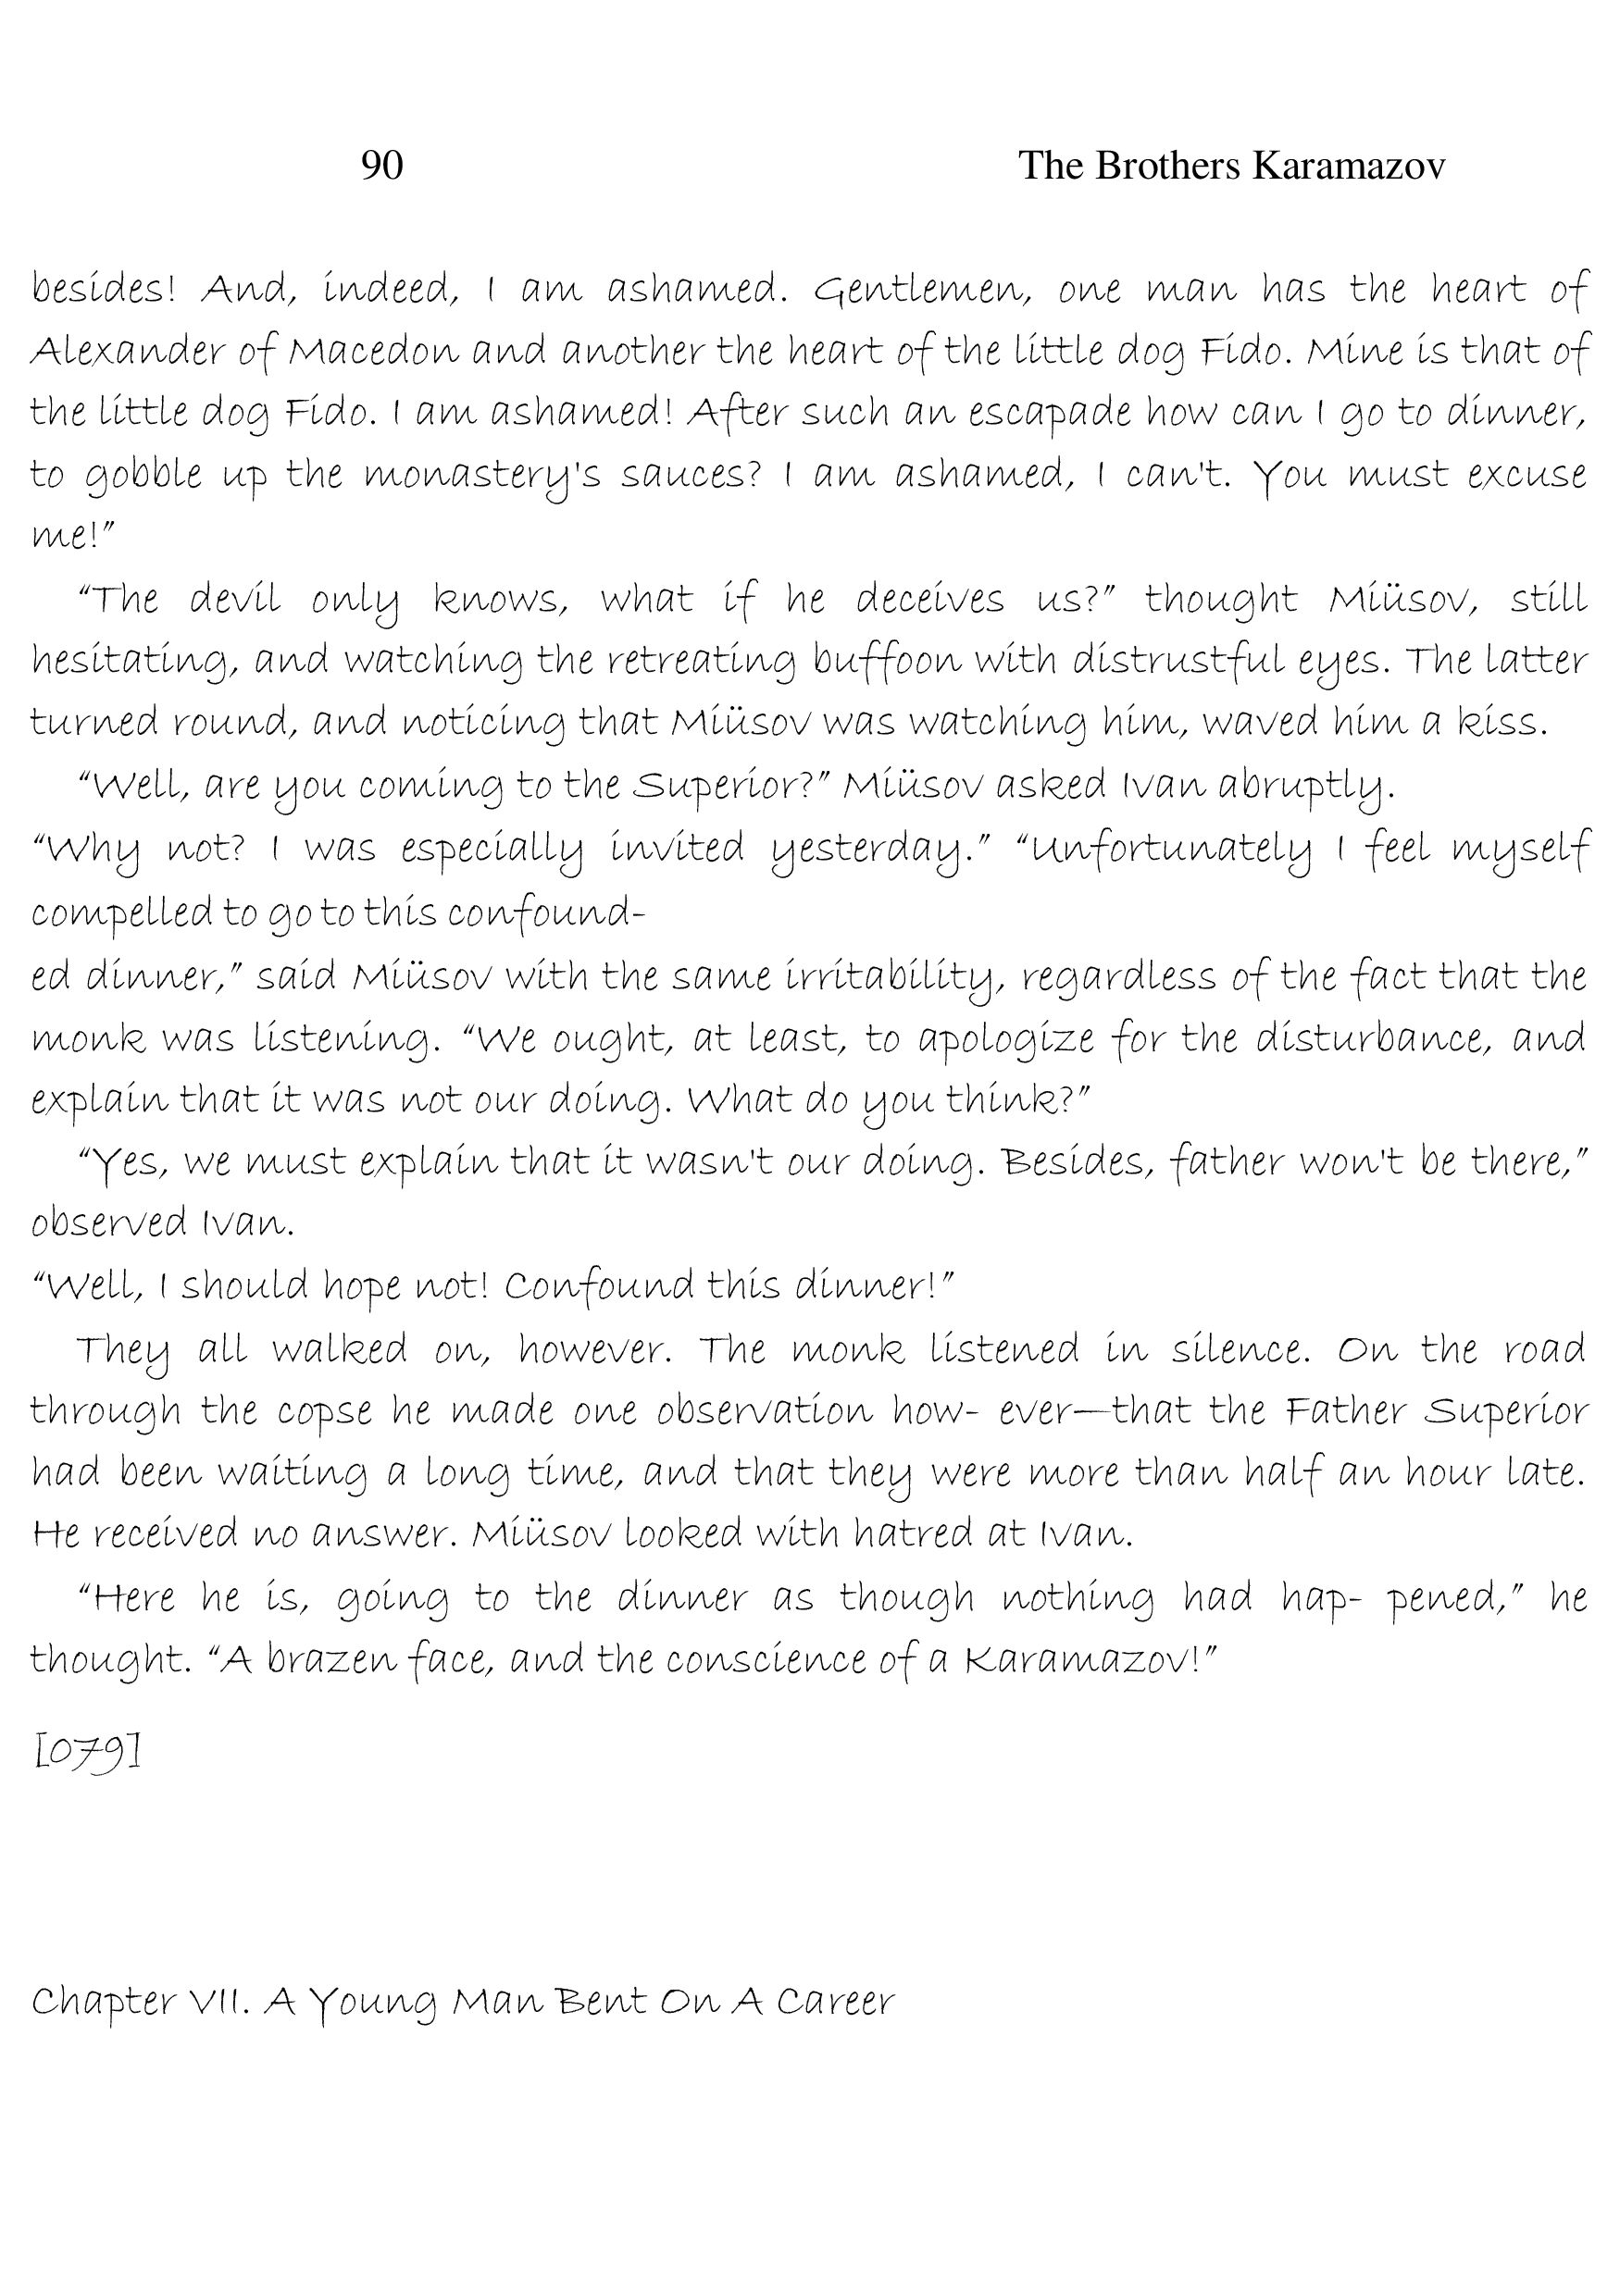 90 The Brothers Karamazov
besides! And, indeed, I am ashamed. Gentlemen, one man has the heart of
Alexander of Macedon and another the heart of the little dog Fido. Mine is that of
the little dog Fido. I am ashamed! After such an escapade how can I go to dinner,
to gobble up the monastery's sauces? I am ashamed, I can't. You must excuse
me!”
“The devil only knows, what if he deceives us?” thought Miüsov, still
hesitating, and watching the retreating buffoon with distrustful eyes. The latter
turned round, and noticing that Miüsov was watching him, waved him a kiss.
“Well, are you coming to the Superior?” Miüsov asked Ivan abruptly.
“Why not? I was especially invited yesterday.” “Unfortunately I feel myself
compelled to go to this confound-
ed dinner,” said Miüsov with the same irritability, regardless of the fact that the
monk was listening. “We ought, at least, to apologize for the disturbance, and
explain that it was not our doing. What do you think?”
“Yes, we must explain that it wasn't our doing. Besides, father won't be there,”
observed Ivan.
“Well, I should hope not! Confound this dinner!”
They all walked on, however. The monk listened in silence. On the road
through the copse he made one observation how- ever—that the Father Superior
had been waiting a long time, and that they were more than half an hour late.
He received no answer. Miüsov looked with hatred at Ivan.
“Here he is, going to the dinner as though nothing had hap- pened,” he
thought. “A brazen face, and the conscience of a Karamazov!”
[079]
Chapter VII. A Young Man Bent On A Career